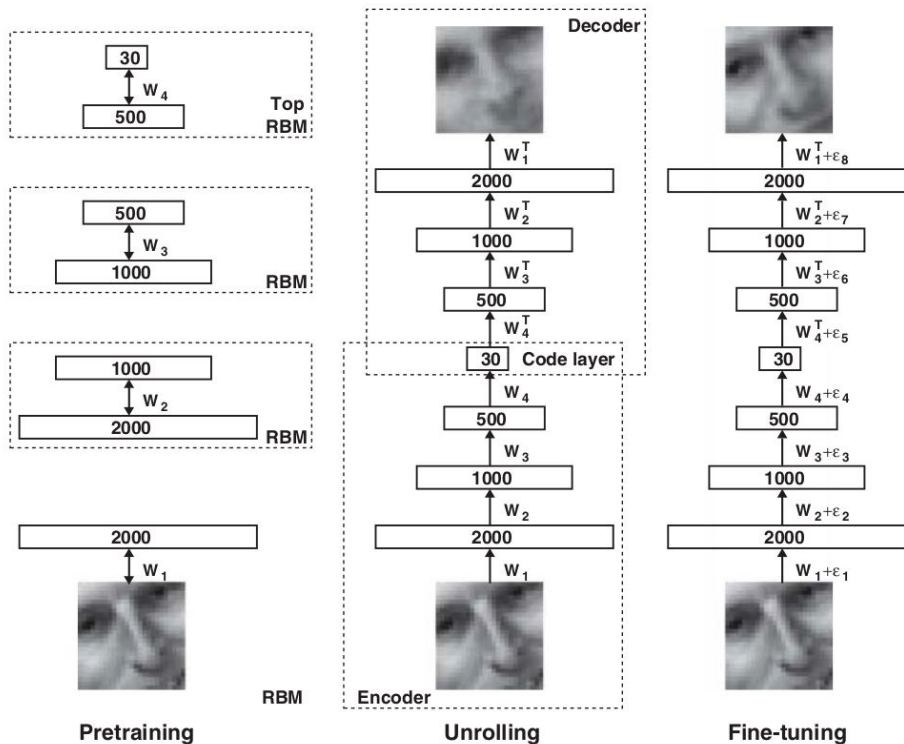 30
W₄
500
Top
RBM
500
W₃
1000
RBM
1000
W₂
2000
RBM
2000
W₁
RBM
Pretraining
Decoder
W₁ᵀ
2000
W₂ᵀ
1000
W₃ᵀ
500
W₄ᵀ
30
Code layer
W₄
500
W₃
1000
W₂
2000
W₁
Encoder
Unrolling
W₁ᵀ+ε₈
2000
W₂ᵀ+ε₇
1000
W₃ᵀ+ε₆
500
W₄ᵀ+ε₅
30
W₄+ε₄
500
W₃+ε₃
1000
W₂+ε₂
2000
W₁+ε₁
Fine-tuning